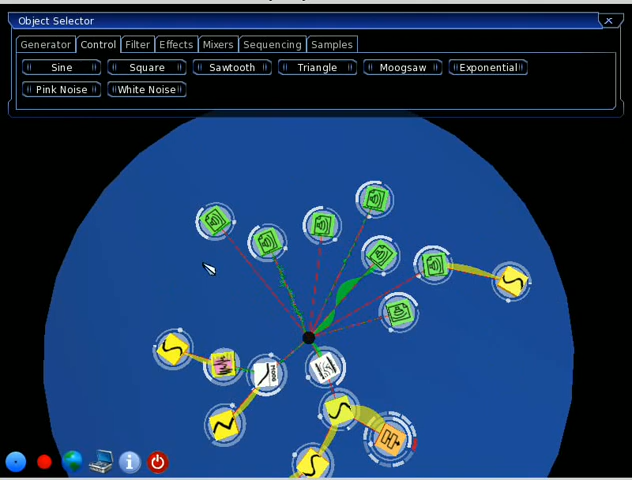 Object Selector
Generator Control Filter Effects Mixers Sequencing Samples
Sine Square Sawtooth Triangle Moogsaw Exponential
Pink Noise White Noise
MOOG